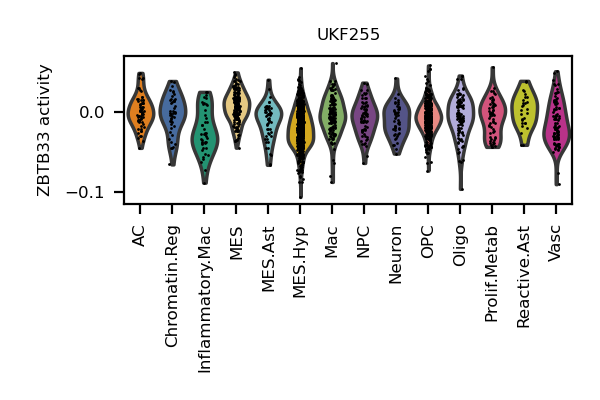 UKF255
ZBTB33 activity
0.0
−0.1
AC
Chromatin.Reg
Inflammatory.Mac
MES
MES.Ast
MES.Hyp
Mac
NPC
Neuron
OPC
Oligo
Prolif.Metab
Reactive.Ast
Vasc